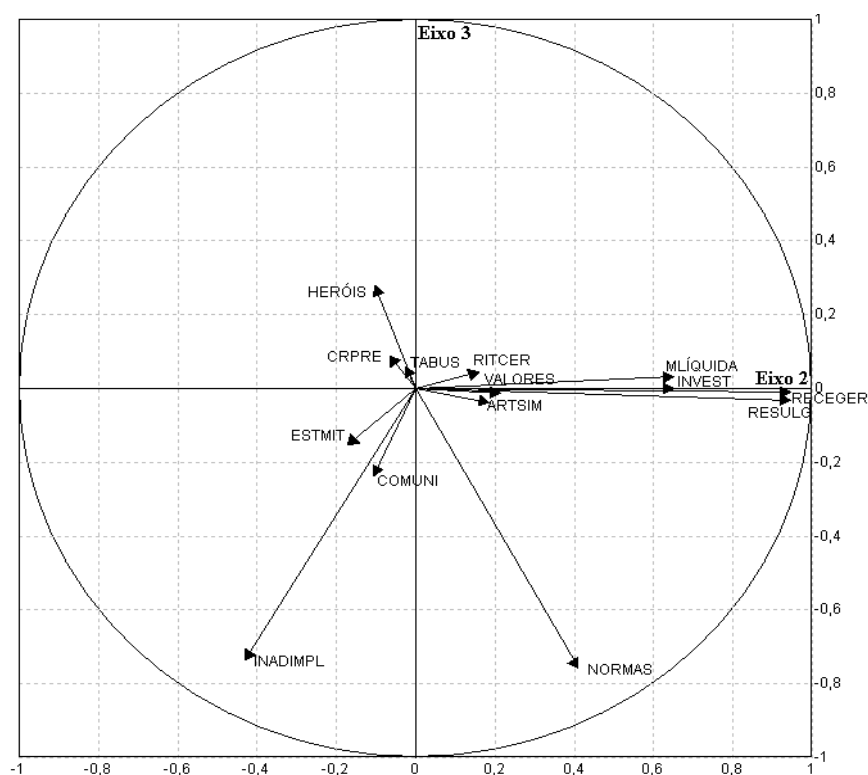 Eixo 3
1
0,8
0,6
0,4
HERÓIS
0,2
CRPRE
TABUS
RITCER
MLÍQUIDA
VALORES
INVEST
Eixo 2
0
RECEGER
ARTSIM
RESULG
ESTMIT
COMUNI
-0,2
-0,4
-0,6
INADIMPL
NORMAS
-0,8
-1
-1 -0,8 -0,6 -0,4 -0,2 0 0,2 0,4 0,6 0,8 1